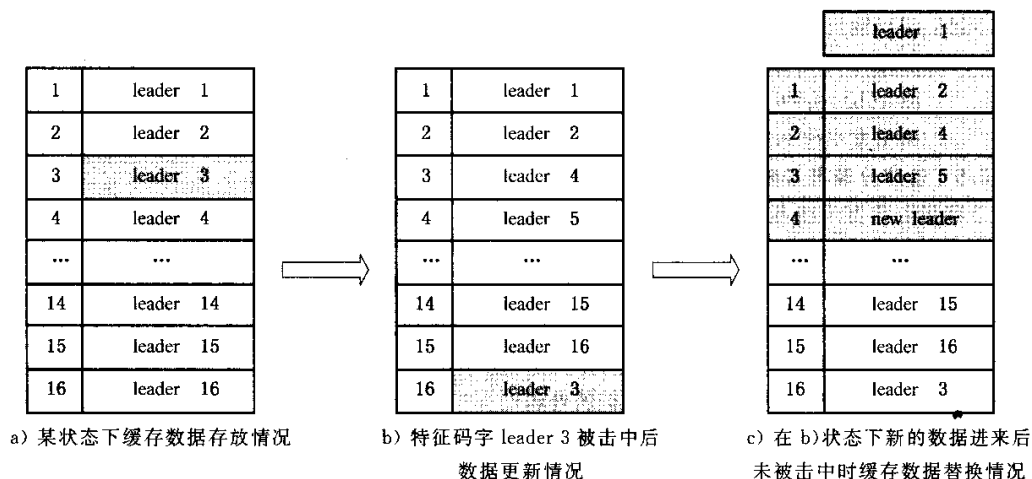 leader 1
1 leader 1
2 leader 2
3 leader 3
4 leader 4
… …
14 leader 14
15 leader 15
16 leader 16
a) 某状态下缓存数据存放情况
1 leader 1
2 leader 2
3 leader 4
4 leader 5
… …
14 leader 15
15 leader 16
16 leader 3
b) 特征码字 leader 3 被击中后
数据更新情况
1 leader 2
2 leader 4
3 leader 5
4 new leader
… …
14 leader 15
15 leader 16
16 leader 3
c) 在 b)状态下新的数据进来后
未被击中时缓存数据替换情况